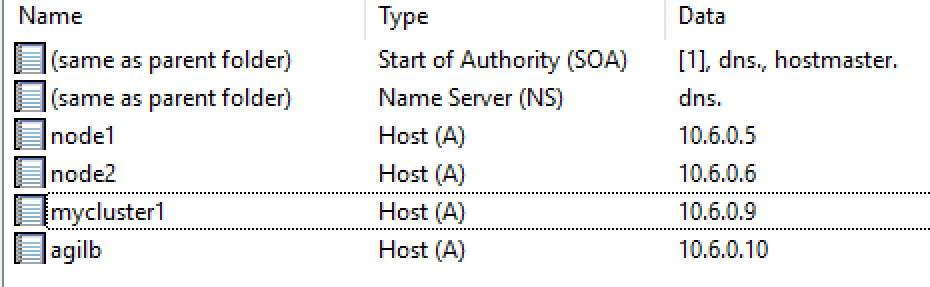 Name Type Data
(same as parent folder) Start of Authority (SOA) [1], dns., hostmaster.
(same as parent folder) Name Server (NS) dns.
node1 Host (A) 10.6.0.5
node2 Host (A) 10.6.0.6
mycluster1 Host (A) 10.6.0.9
agilb Host (A) 10.6.0.10